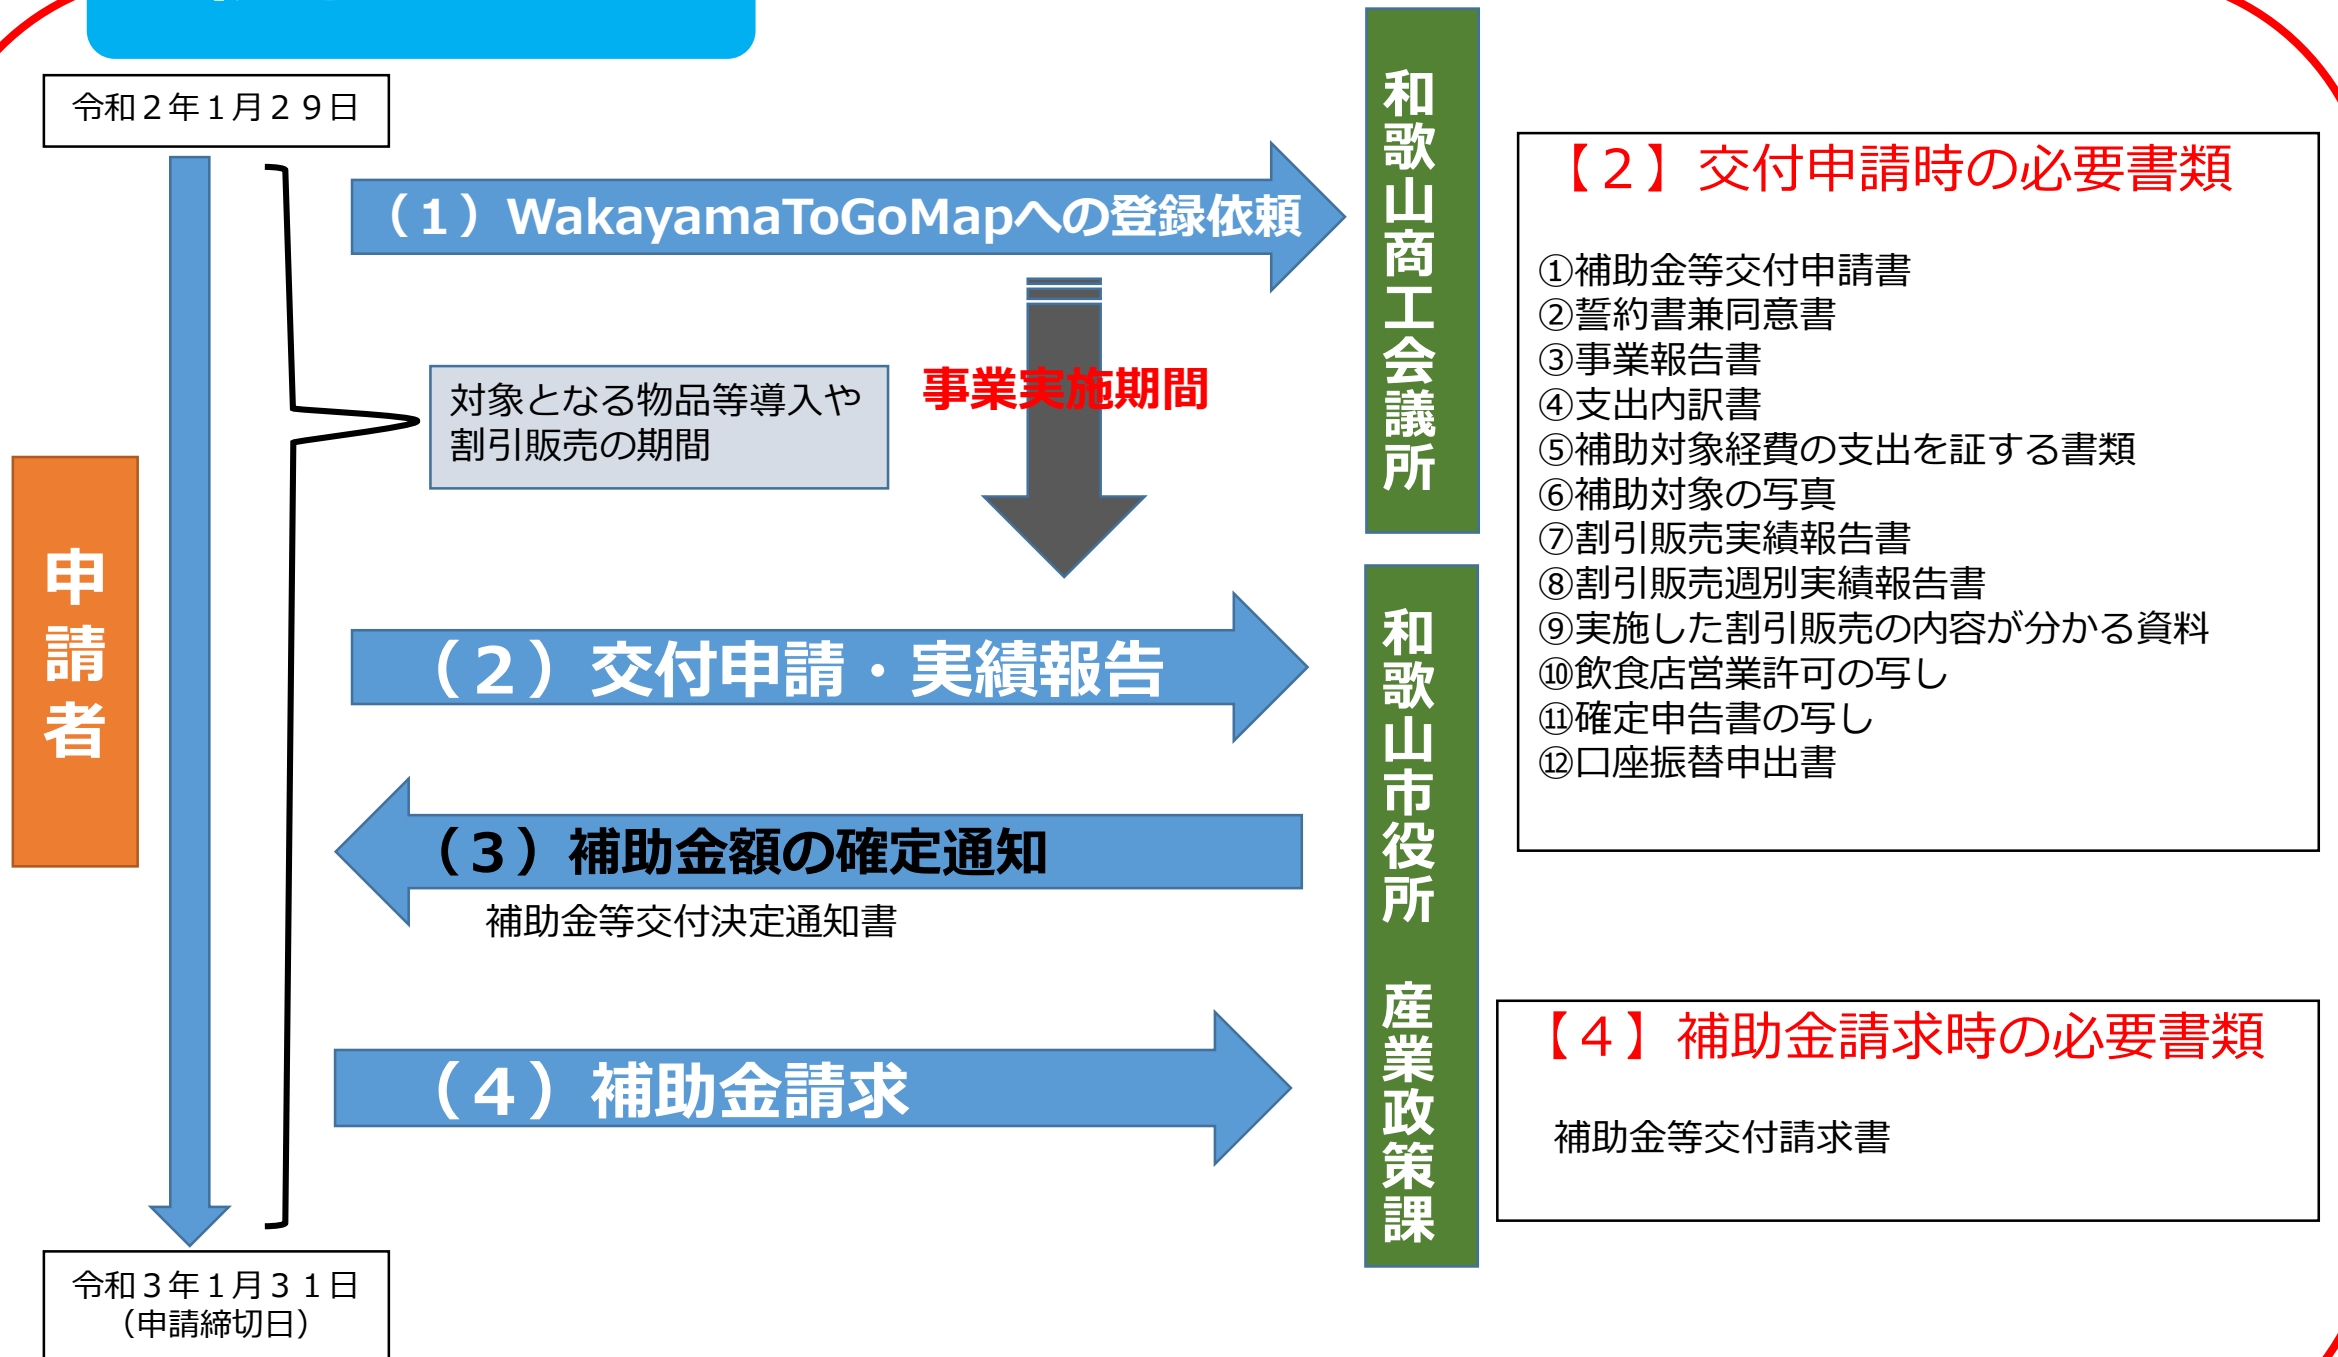 令和２年１月２９日
（１）WakayamaToGoMapへの登録依頼
対象となる物品等導入や
割引販売の期間
事業実施期間
申請者
（２）交付申請・実績報告
（３）補助金額の確定通知
補助金等交付決定通知書
（４）補助金請求
令和３年１月３１日
（申請締切日）
和歌山商工会議所
和歌山市役所　産業政策課
【２】交付申請時の必要書類
①補助金等交付申請書
②誓約書兼同意書
③事業報告書
④支出内訳書
⑤補助対象経費の支出を証する書類
⑥補助対象の写真
⑦割引販売実績報告書
⑧割引販売週別実績報告書
⑨実施した割引販売の内容が分かる資料
⑩飲食店営業許可の写し
⑪確定申告書の写し
⑫口座振替申出書
【４】補助金請求時の必要書類
補助金等交付請求書